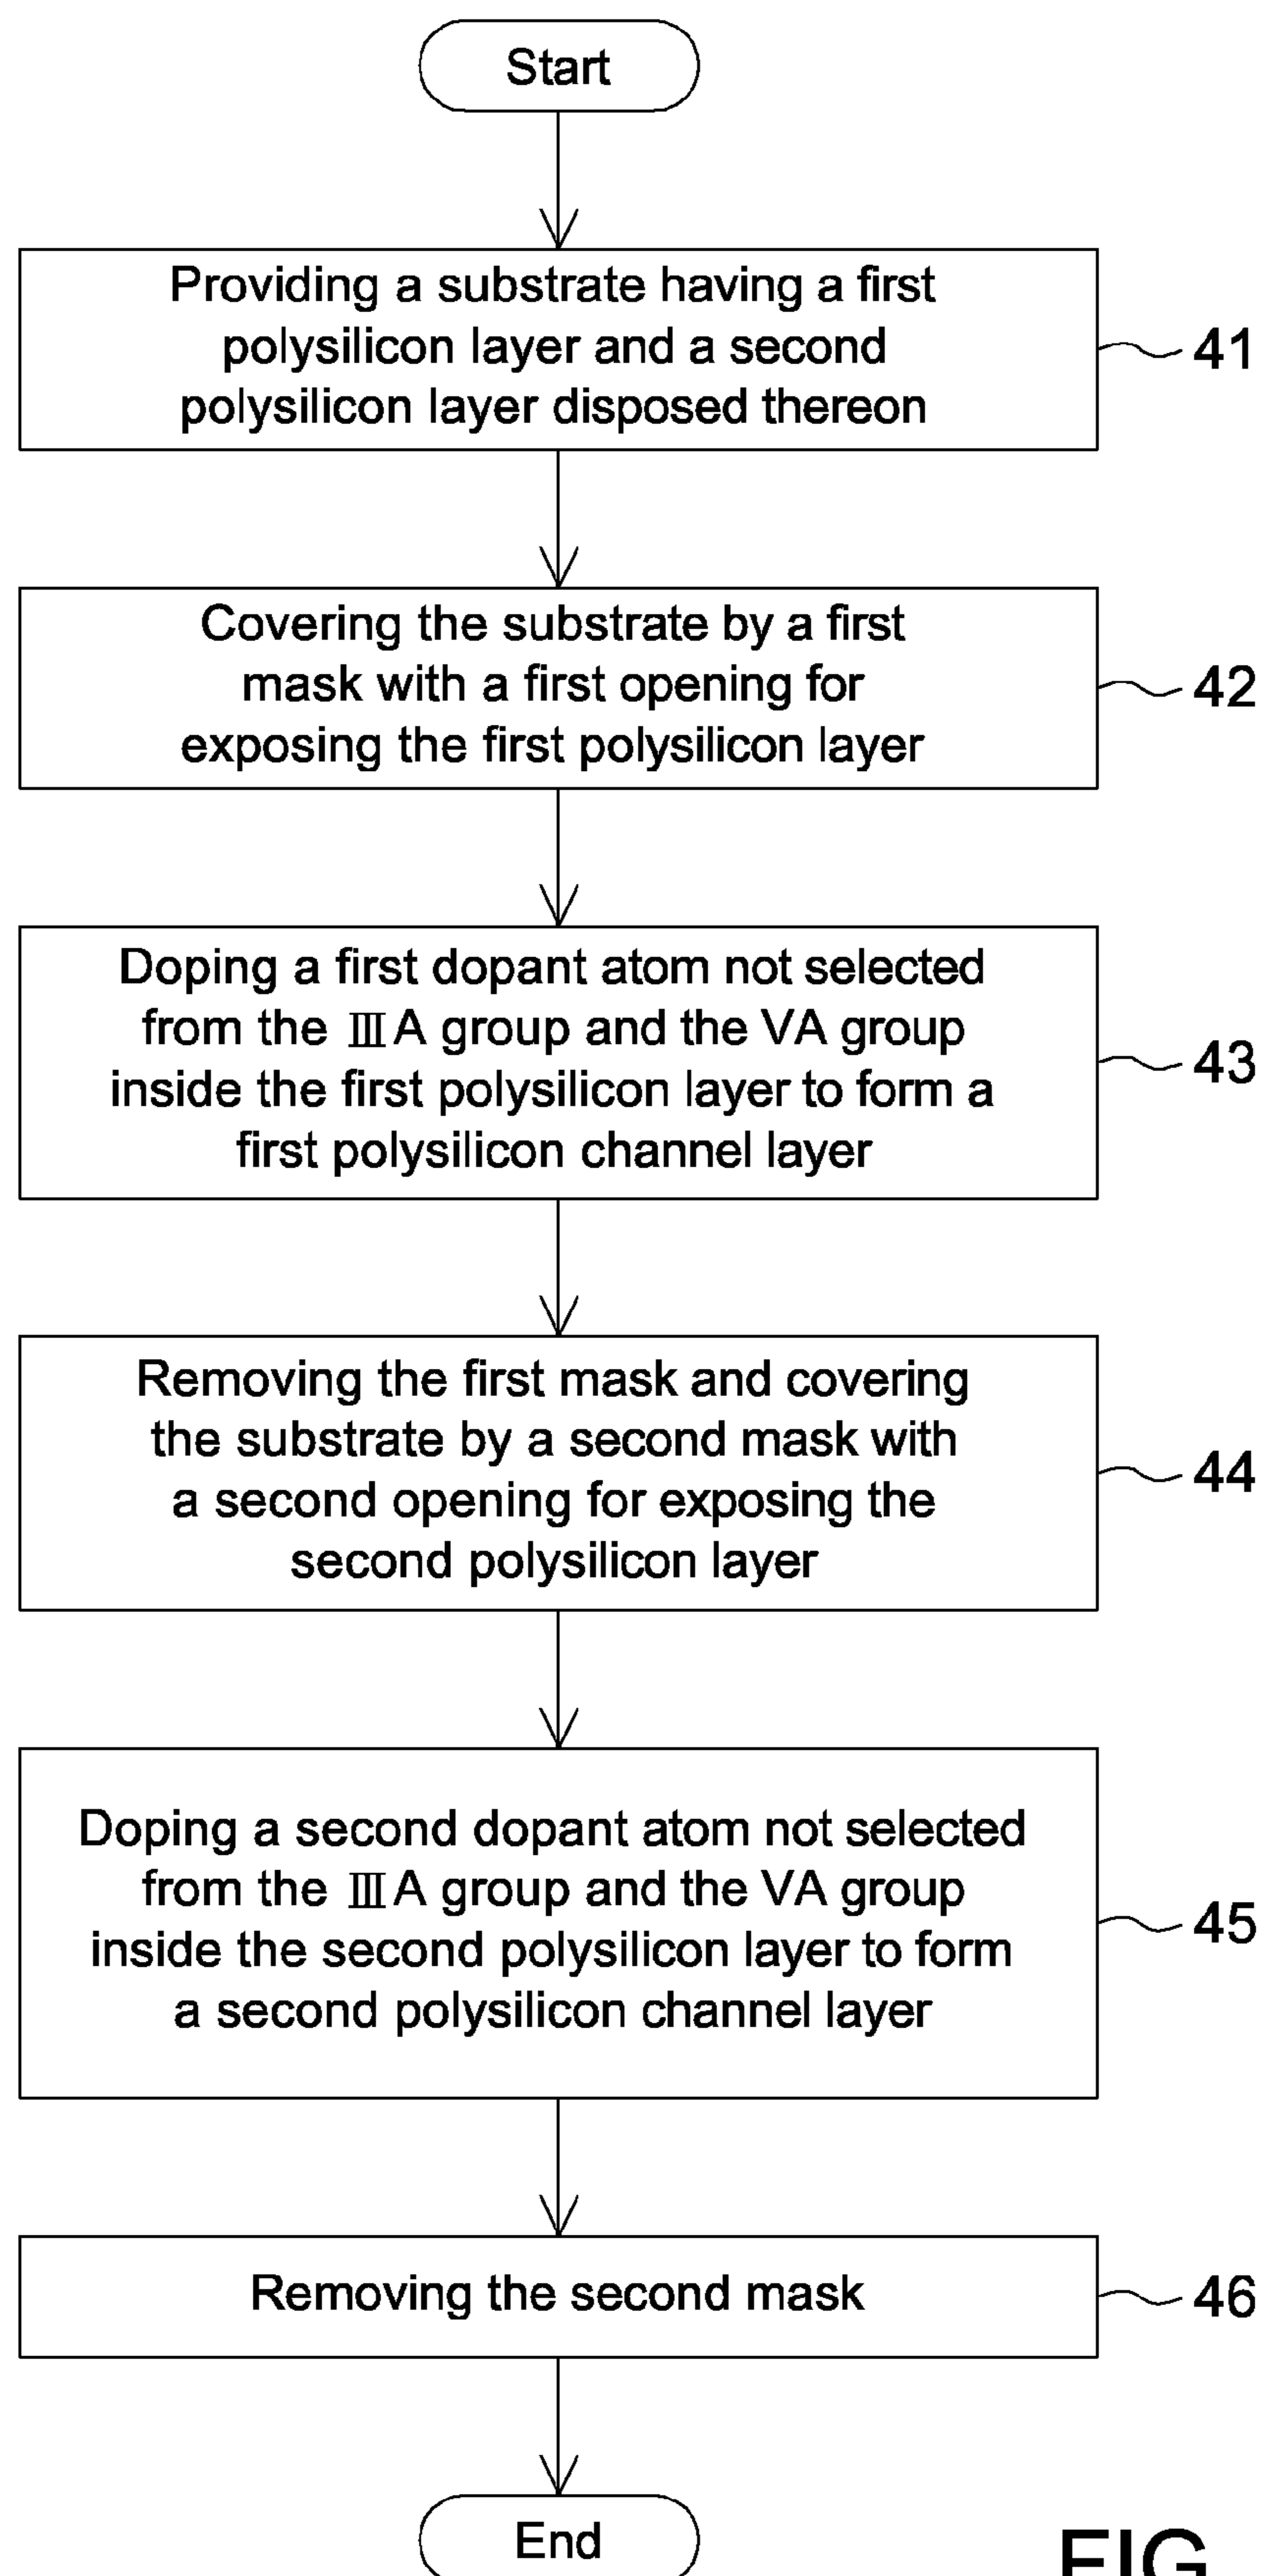 Start
Providing a substrate having a first
polysilicon layer and a second
polysilicon layer disposed thereon
41
Covering the substrate by a first
mask with a first opening for
exposing the first polysilicon layer
42
Doping a first dopant atom not selected
from the ⅢA group and the VA group
inside the first polysilicon layer to form a
first polysilicon channel layer
43
Removing the first mask and covering
the substrate by a second mask with
a second opening for exposing the
second polysilicon layer
44
Doping a second dopant atom not selected
from the ⅢA group and the VA group
inside the second polysilicon layer to form
a second polysilicon channel layer
45
Removing the second mask
46
End
FIG